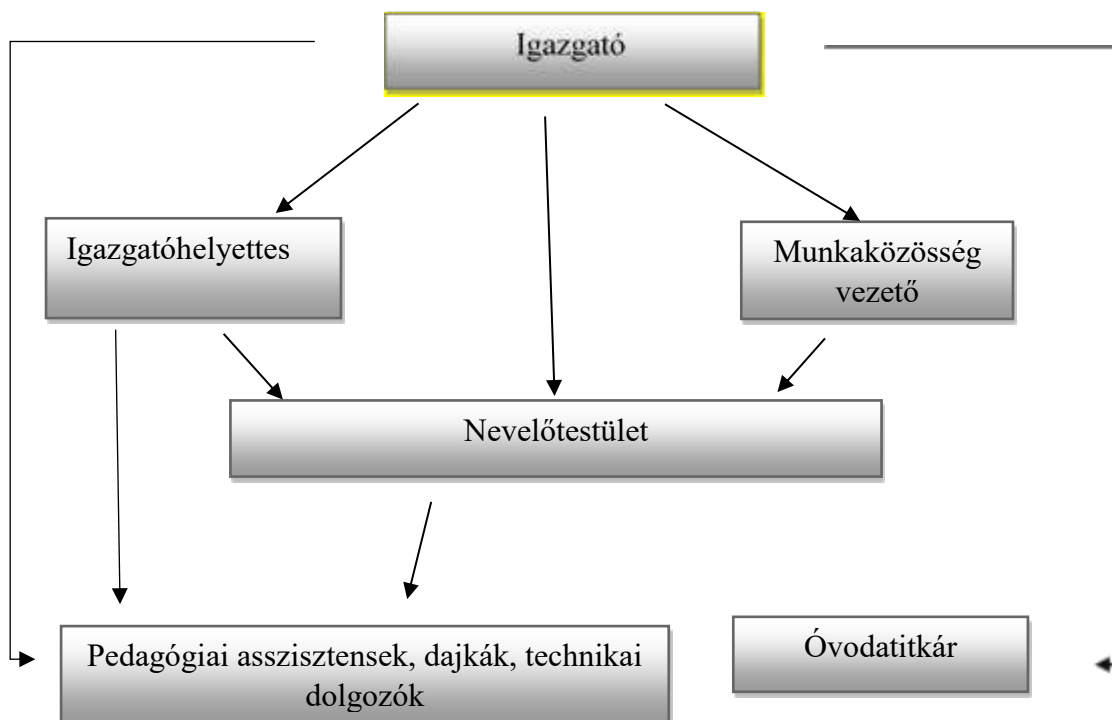 Igazgató
Igazgatóhelyettes
Munkaközösség
vezető
Nevelőtestület
Pedagógiai asszisztensek, dajkák, technikai
dolgozók
Óvodatitkár